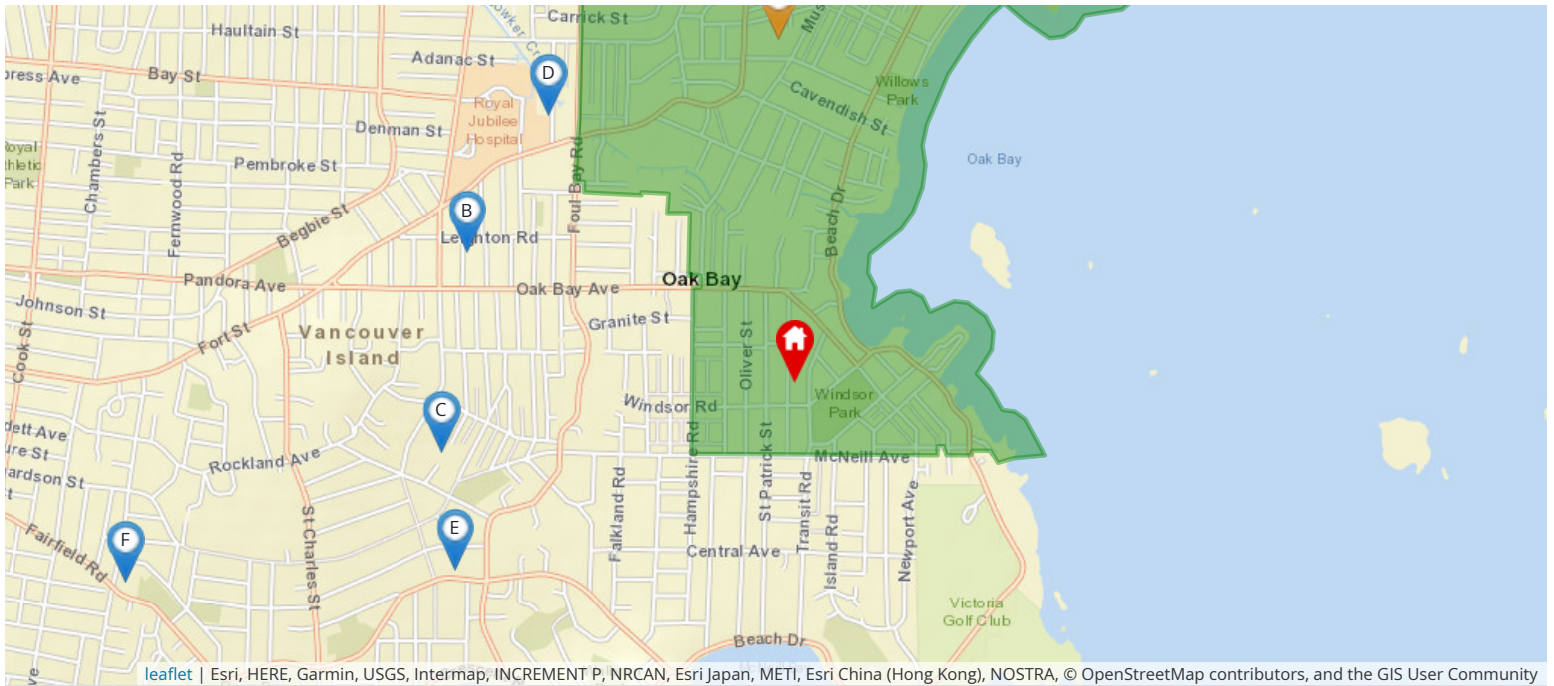 Carrick St
Haultain St
Adanac St
D
Bay St
Royal
Jubilee
Hospital
Willows
Park
Cavendish St
Denman St
Chambers St
Pembroke St
Fernwood Rd
Foul Bay Rd
Oak Bay
B
Begbie St
Beach Dr
Pandora Ave
Oak Bay Ave
Oak Bay
Johnson St
Granite St
Fort St
Vancouver
Island
Cook St
Oliver St
Windsor
Park
C
Windsor Rd
Rockland Ave
Hampshire Rd
St Patrick St
McNeill Ave
Falkland Rd
Transit Rd
Newport Ave
Island Rd
E
F
Fairfield Rd
St Charles St
Central Ave
Victoria
Golf Club
Beach Dr
leaflet | Esri, HERE, Garmin, USGS, Intermap, INCREMENT P, NRCAN, Esri Japan, METI, Esri China (Hong Kong), NOSTRA, © OpenStreetMap contributors, and the GIS User Community